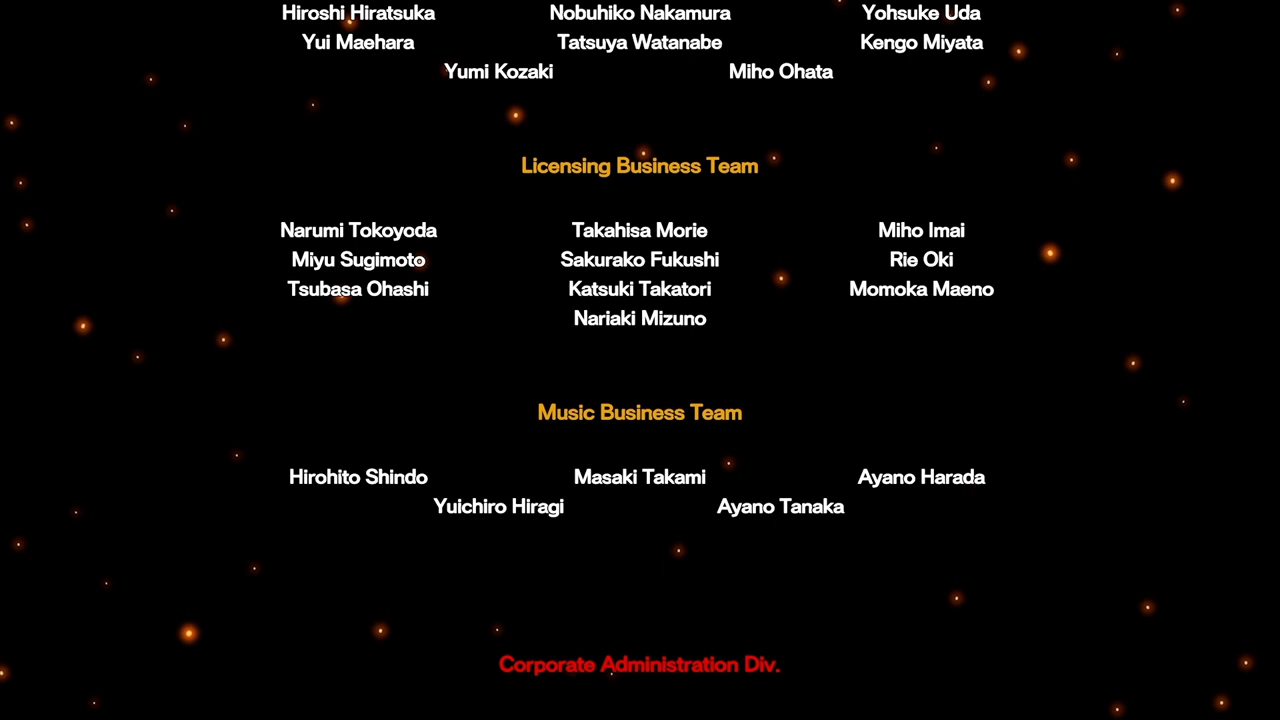 Hiroshi Hiratsuka Nobuhiko Nakamura Yohsuke Uda
Yui Maehara Tatsuya Watanabe Kengo Miyata
Yumi Kozaki Miho Ohata
Licensing Business Team
Narumi Tokoyoda Takahisa Morie Miho Imai
Miyu Sugimoto Sakurako Fukushi Rie Oki
Tsubasa Ohashi Katsuki Takatori Momoka Maeno
Nariaki Mizuno
Music Business Team
Hirohito Shindo Masaki Takami Ayano Harada
Yuichiro Hiragi Ayano Tanaka
Corporate Administration Div.